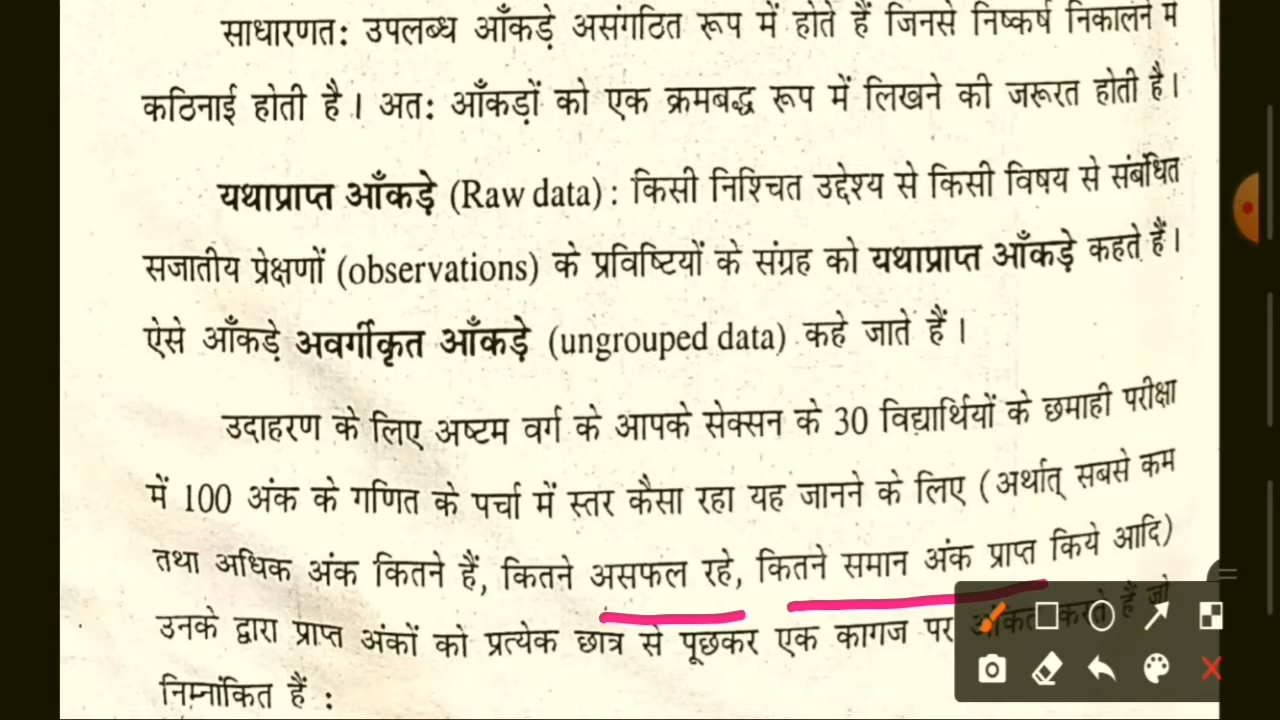 साधारणत: उपलब्ध आँकड़े असंगठित रूप में होते हैं जिनसे निष्कर्ष निकालने में
कठिनाई होती है। अत: आँकड़ों को एक क्रमबद्ध रूप में लिखने की जरूरत होती है।
यथाप्राप्त आँकड़े (Raw data) : किसी निश्चित उद्देश्य से किसी विषय से संबंधित
सजातीय प्रेक्षणों (observations) के प्रविष्टियों के संग्रह को यथाप्राप्त आँकड़े कहते हैं।
ऐसे आँकड़े अवर्गीकृत आँकड़े (ungrouped data) कहे जाते हैं।
उदाहरण के लिए अष्टम वर्ग के आपके सेक्सन के 30 विद्यार्थियों के छमाही परीक्षा
में 100 अंक के गणित के पर्चा में स्तर कैसा रहा यह जानने के लिए (अर्थात् सबसे कम
तथा अधिक अंक कितने हैं, कितने असफल रहे, कितने समान अंक प्राप्त किये आदि)
उनके द्वारा प्राप्त अंकों को प्रत्येक छात्र से पूछकर एक कागज पर अंकित करते हैं जो
निम्नांकित हैं :